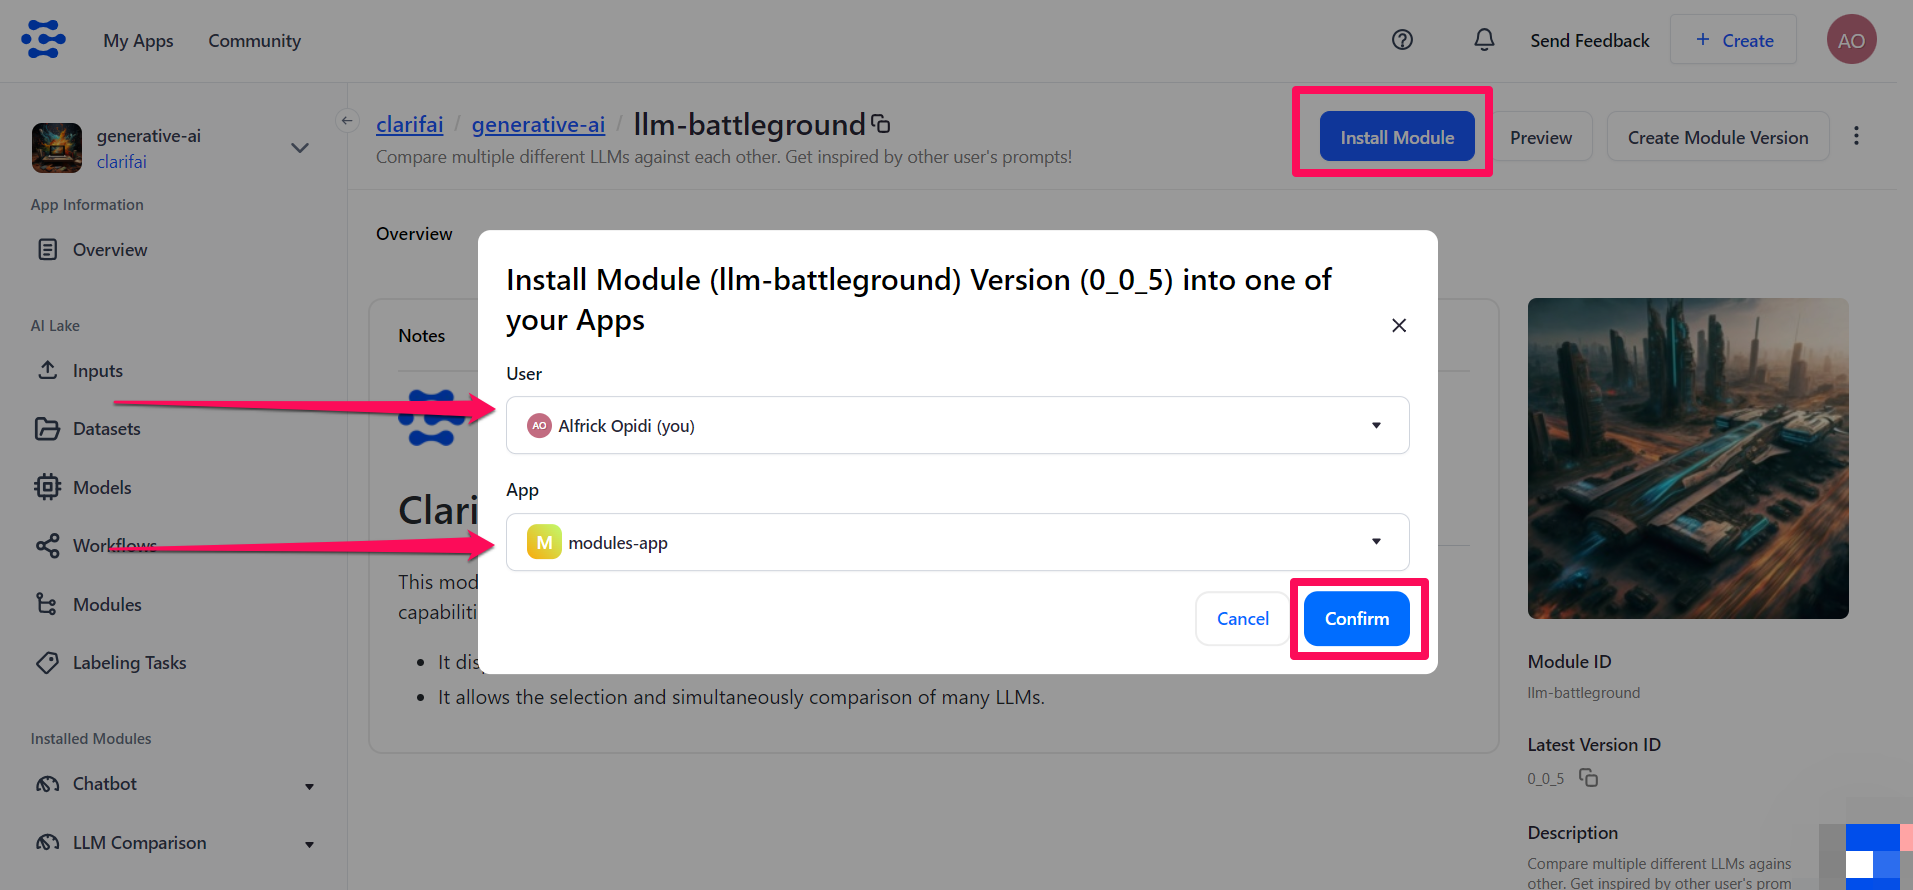 My Apps
Community
Send Feedback
+ Create
AO
generative-ai
clarifai
App Information
Overview
AI Lake
Inputs
Datasets
Models
Workflows
Modules
Labeling Tasks
Installed Modules
Chatbot
LLM Comparison
clarifai / generative-ai / llm-battleground
Compare multiple different LLMs against each other. Get inspired by other user's prompts!
Install Module
Preview
Create Module Version
Overview
Notes
Clari
This mod
capabiliti
• It dis
• It allows the selection and simultaneously comparison of many LLMs.
Install Module (llm-battleground) Version (0_0_5) into one of
your Apps
User
AO Alfrick Opidi (you)
App
M modules-app
Cancel
Confirm
Module ID
llm-battleground
Latest Version ID
0_0_5
Description
Compare multiple different LLMs agains
other. Get inspired by other user's prom